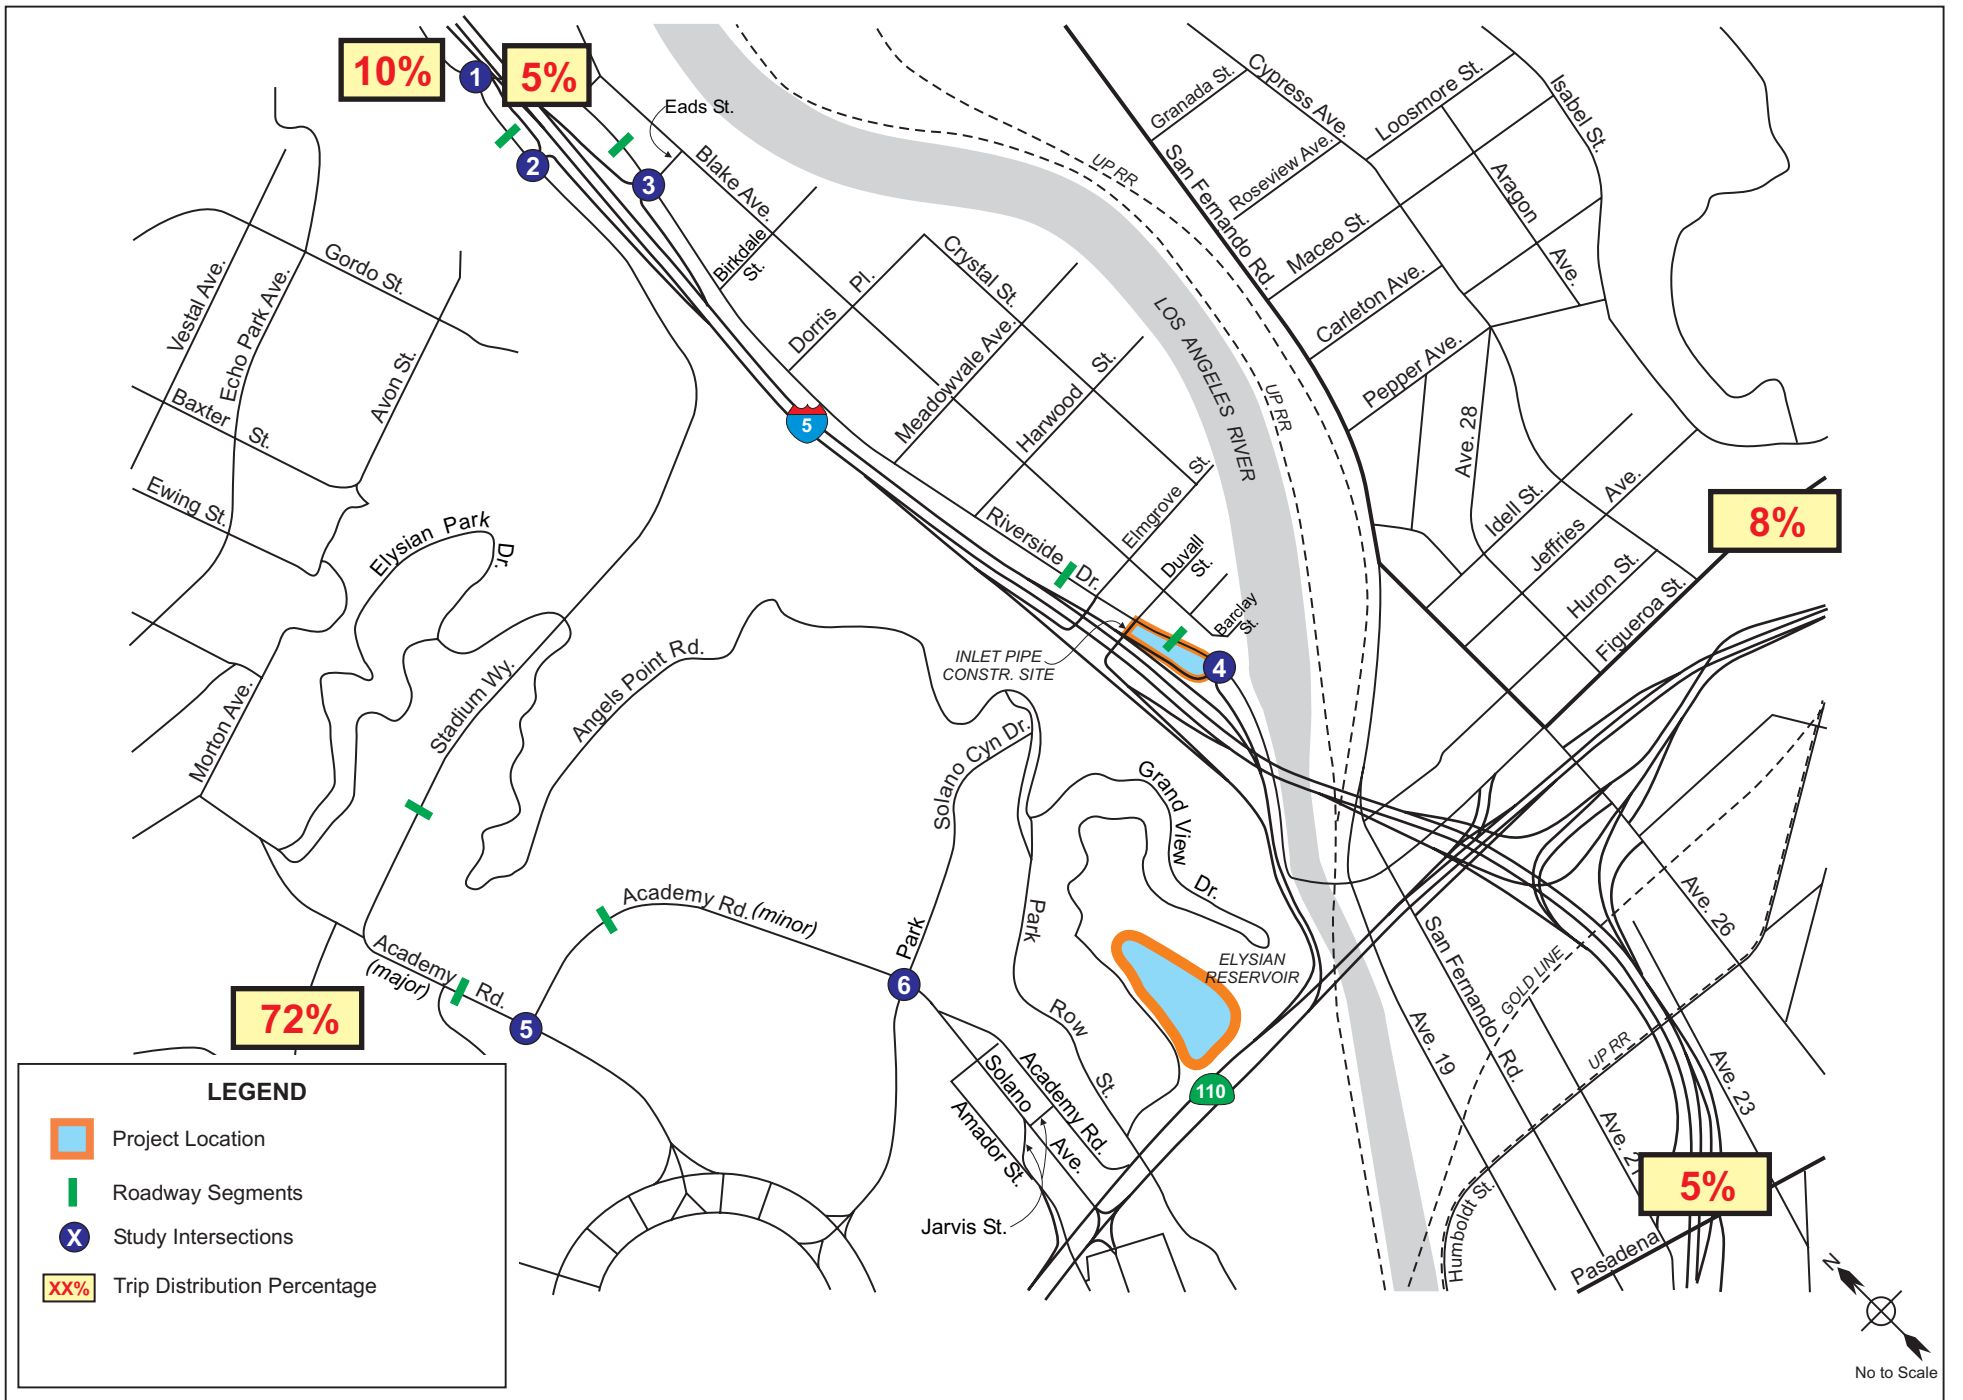 10%
1
5%
Eads St.
2
3
Blake Ave.
Birkdale
St.
Dorris Pl.
Crystal St.
Meadowvale Ave.
Harwood St.
Elmgrove St.
Duvall
St.
Barclay
St.
Riverside Dr.
5
UP RR
UP RR
LOS ANGELES RIVER
San Fernando Rd.
Granada St.
Cypress Ave.
Loosmore St.
Isabel St.
Roseview Ave.
Aragon Ave.
Maceo St.
Carleton Ave.
Pepper Ave.
Ave. 28
Idell St.
Jeffries Ave.
Huron St.
Figueroa St.
8%
Vestal Ave.
Echo Park Ave.
Gordo St.
Avon St.
Baxter St.
Ewing St.
Elysian Park Dr.
Morton Ave.
Stadium Wy.
Angels Point Rd.
INLET PIPE
CONSTR. SITE
4
Solano Cyn Dr.
Grand View Dr.
Park
Park Row St.
Academy Rd. (minor)
Academy Rd.
(major)
72%
5
6
ELYSIAN
RESERVOIR
110
Solano Ave.
Academy Rd.
Amador St.
Jarvis St.
San Fernando Rd.
Ave. 19
Ave. 26
GOLD LINE
UP RR
Ave. 23
Ave.
5%
Humboldt St.
Pasadena
LEGEND
Project Location
Roadway Segments
X
Study Intersections
XX%
Trip Distribution Percentage
N
No to Scale